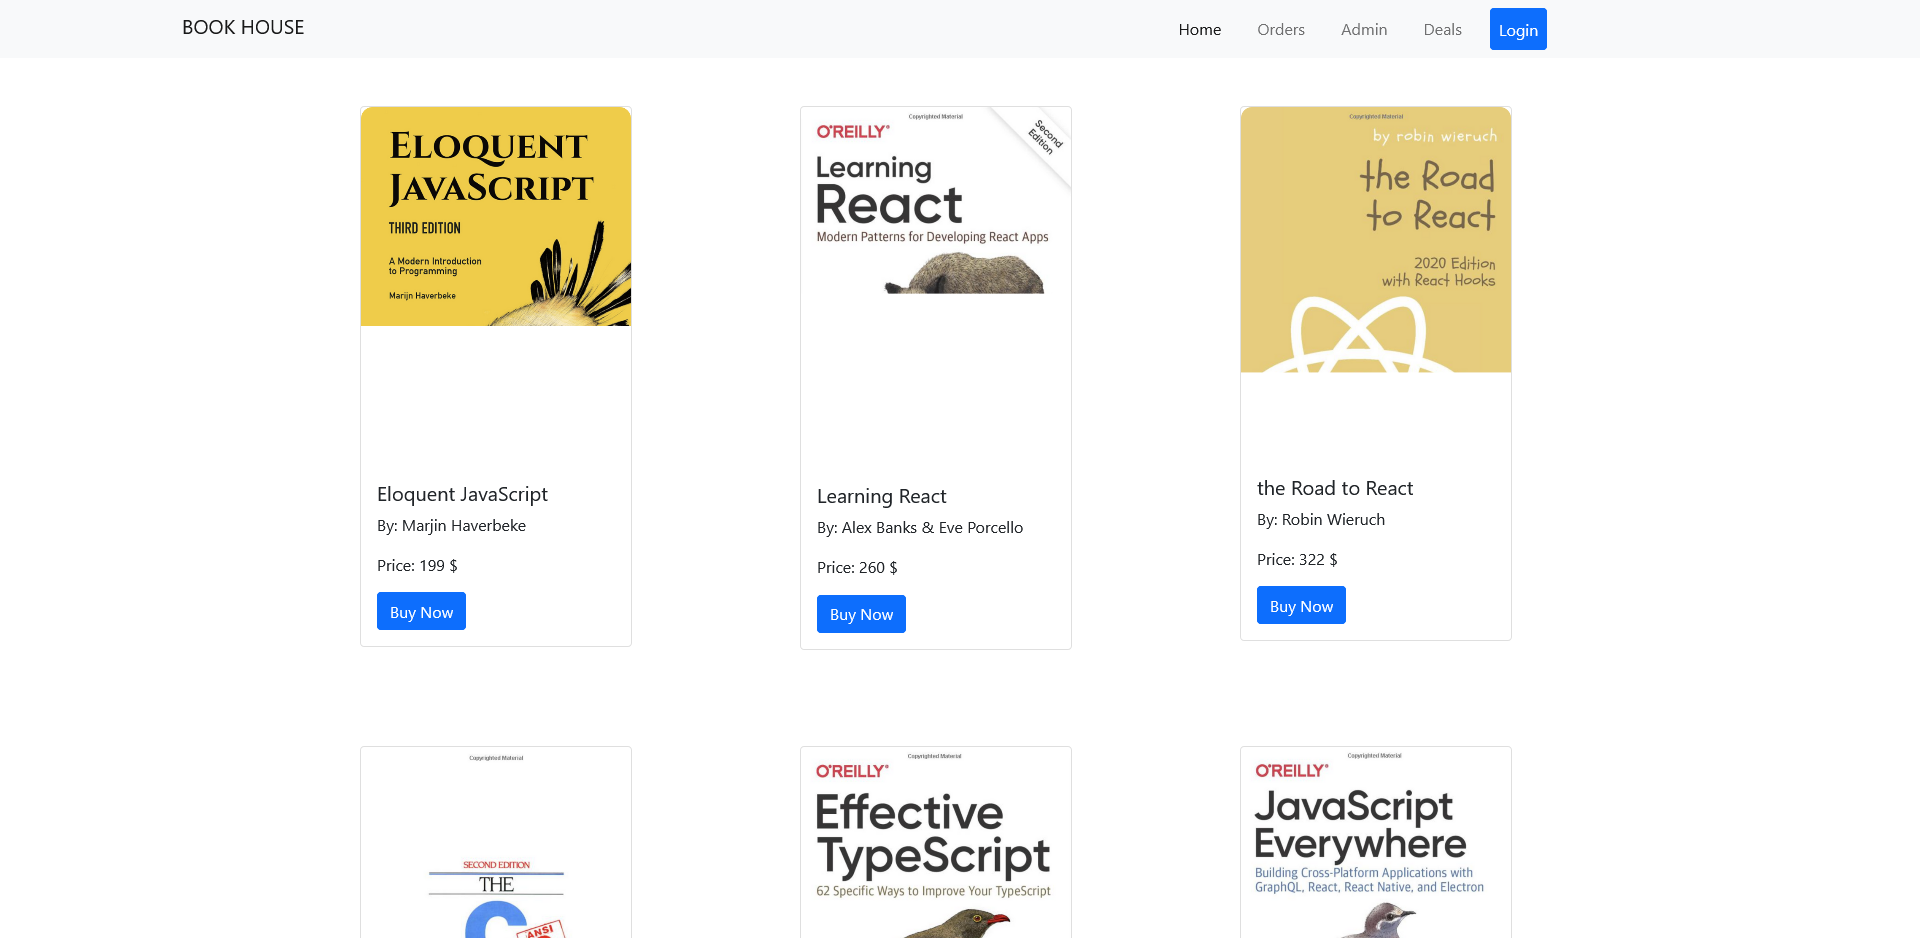 BOOK HOUSE
Home
Orders
Admin
Deals
Login
ELOQUENT
JAVASCRIPT
THIRD EDITION
A Modern Introduction
to Programming
Marijn Haverbeke
Eloquent JavaScript
By: Marjin Haverbeke
Price: 199 $
Buy Now
Copyrighted Material
O'REILLY®
Second
Edition
Learning
React
Modern Patterns for Developing React Apps
Learning React
By: Alex Banks & Eve Porcello
Price: 260 $
Buy Now
Copyrighted Material
by robin wieruch
the Road
to React
2020 Edition
with React Hooks
the Road to React
By: Robin Wieruch
Price: 322 $
Buy Now
Copyrighted Material
SECOND EDITION
THE
C
ANSI
Copyrighted Material
O'REILLY®
Effective
TypeScript
62 Specific Ways to Improve Your TypeScript
Copyrighted Material
O'REILLY®
JavaScript
Everywhere
Building Cross-Platform Applications with
GraphQL, React, React Native, and Electron